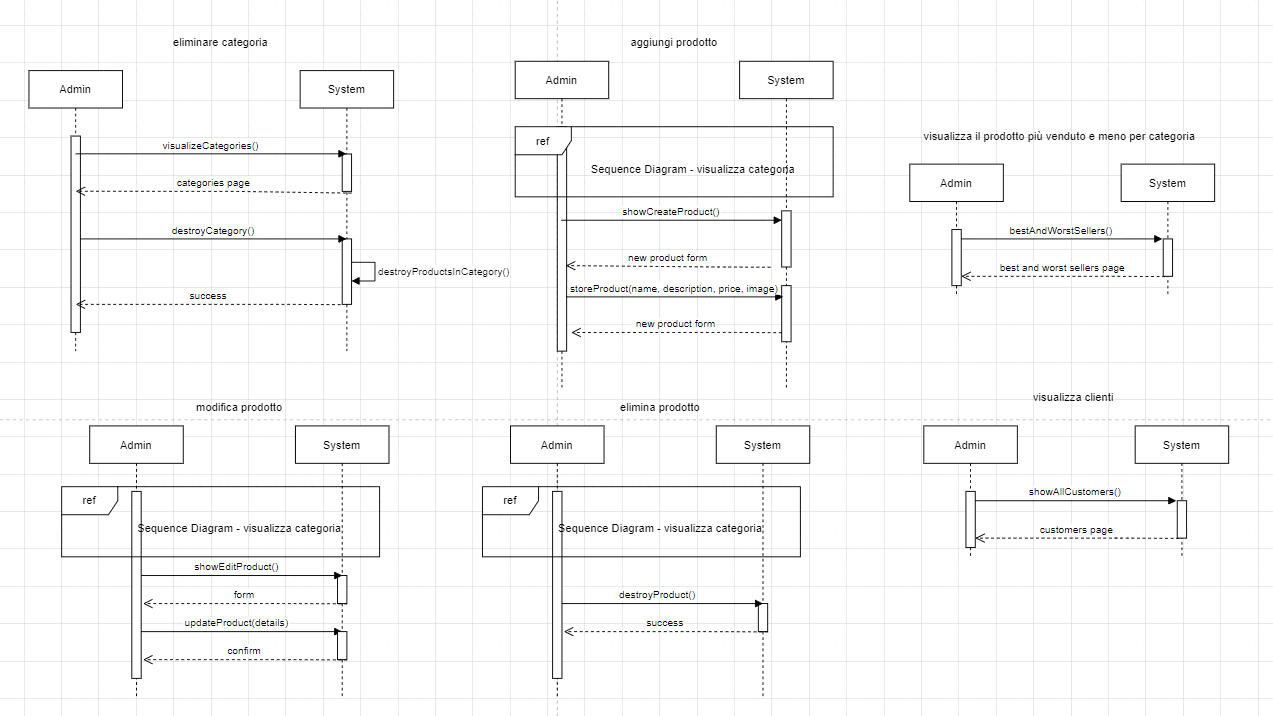 eliminare categoria
Admin
System
visualizeCategories()
categories page
destroyCategory()
destroyProductsInCategory()
success
aggiungi prodotto
Admin
System
ref
Sequence Diagram - visualizza categoria
showCreateProduct()
new product form
storeProduct(name, description, price, image)
new product form
visualizza il prodotto più venduto e meno per categoria
Admin
System
bestAndWorstSellers()
best and worst sellers page
modifica prodotto
Admin
System
ref
Sequence Diagram - visualizza categoria
showEditProduct()
form
updateProduct(details)
confirm
elimina prodotto
Admin
System
ref
Sequence Diagram - visualizza categoria
destroyProduct()
success
visualizza clienti
Admin
System
showAllCustomers()
customers page